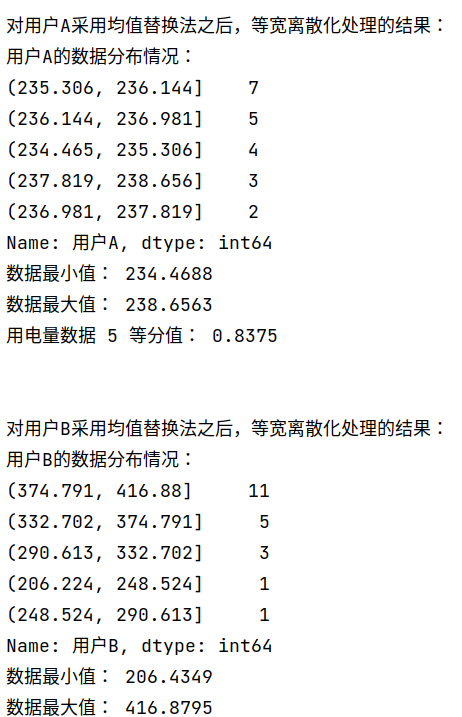 对用户A采用均值替换法之后，等宽离散化处理的结果：
用户A的数据分布情况：
(235.306, 236.144]    7
(236.144, 236.981]    5
(234.465, 235.306]    4
(237.819, 238.656]    3
(236.981, 237.819]    2
Name: 用户A, dtype: int64
数据最小值： 234.4688
数据最大值： 238.6563
用电量数据 5 等分值： 0.8375
对用户B采用均值替换法之后，等宽离散化处理的结果：
用户B的数据分布情况：
(374.791, 416.88]     11
(332.702, 374.791]     5
(290.613, 332.702]     3
(206.224, 248.524]     1
(248.524, 290.613]     1
Name: 用户B, dtype: int64
数据最小值： 206.4349
数据最大值： 416.8795